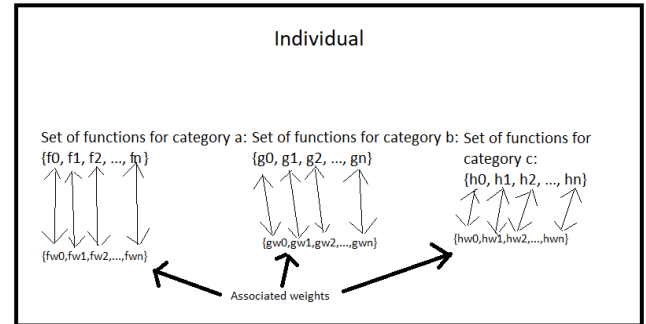 Individual
Set of functions for category a: Set of functions for category b: Set of functions for
category c:
{f0, f1, f2, ..., fn} {g0, g1, g2, ..., gn}
{h0, h1, h2, ..., hn}
{fw0,fw1,fw2,...,fwn} {gw0,gw1,gw2,...,gwn} {hw0,hw1,hw2,...,hwn}
Associated weights